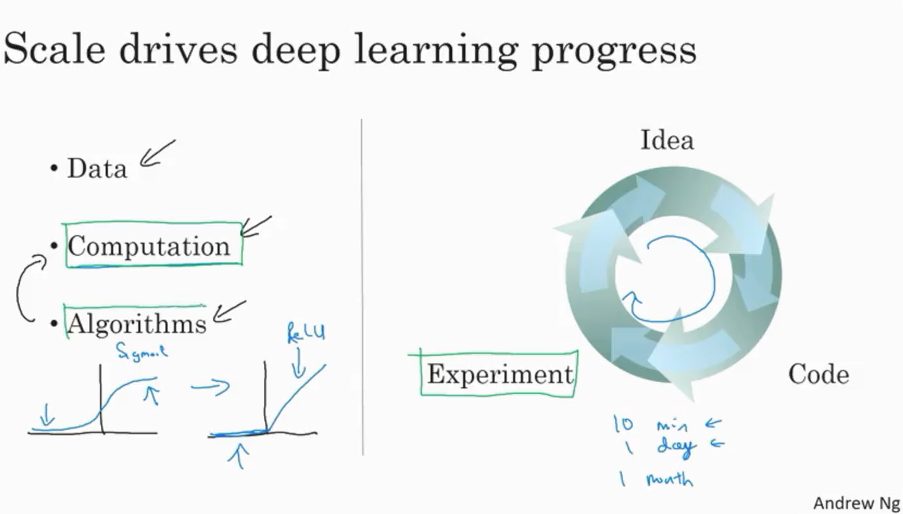 Scale drives deep learning progress
• Data
• Computation
• Algorithms
Sigmoid
ReLU
Idea
Experiment
Code
10 min
1 day
1 month
Andrew Ng